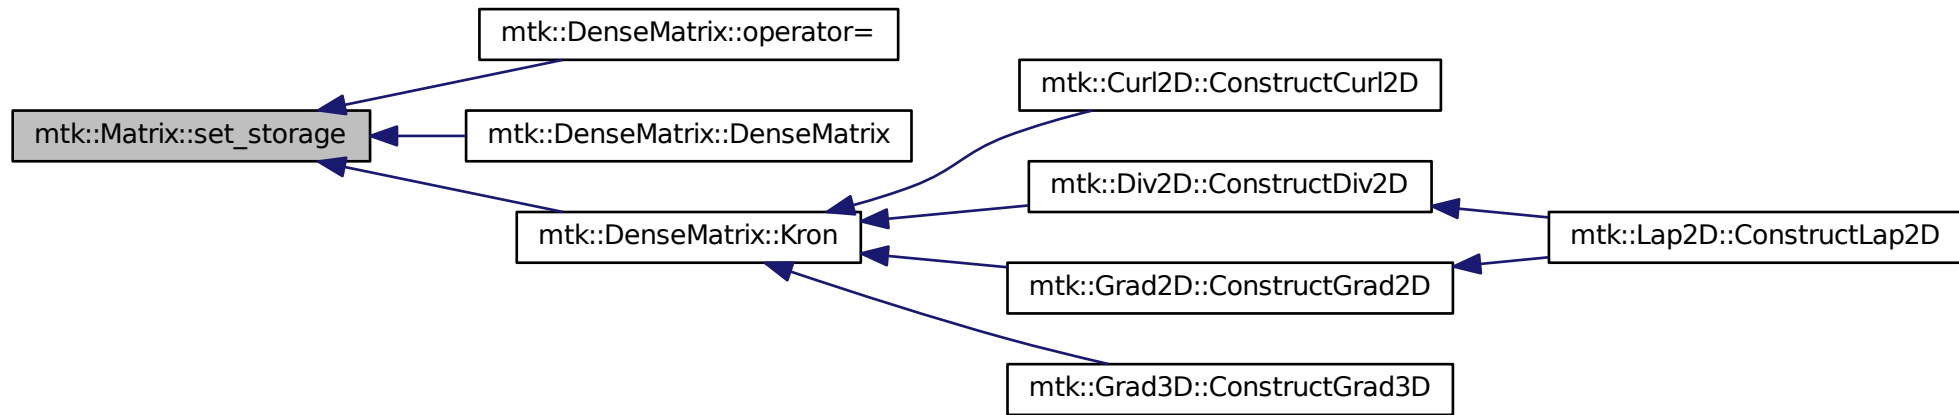 mtk::DenseMatrix::operator=
mtk::Curl2D::ConstructCurl2D
mtk::Matrix::set_storage
mtk::DenseMatrix::DenseMatrix
mtk::Div2D::ConstructDiv2D
mtk::DenseMatrix::Kron
mtk::Lap2D::ConstructLap2D
mtk::Grad2D::ConstructGrad2D
mtk::Grad3D::ConstructGrad3D